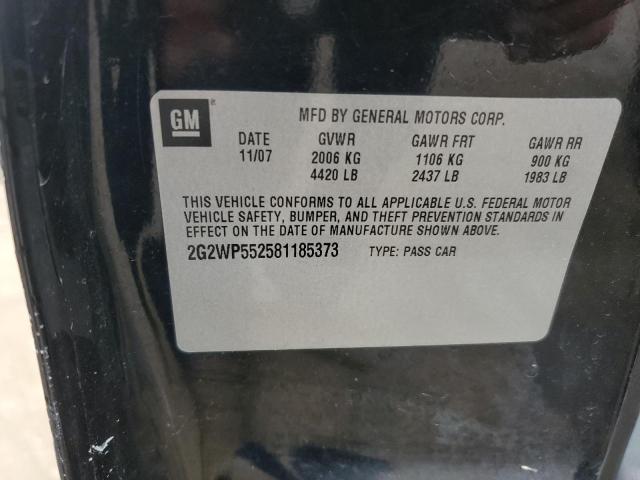 GM
MFD BY GENERAL MOTORS CORP.
DATE GVWR GAWR FRT GAWR RR
11/07 2006 KG 1106 KG 900 KG
4420 LB 2437 LB 1983 LB
THIS VEHICLE CONFORMS TO ALL APPLICABLE U.S. FEDERAL MOTOR
VEHICLE SAFETY, BUMPER, AND THEFT PREVENTION STANDARDS IN
EFFECT ON THE DATE OF MANUFACTURE SHOWN ABOVE.
2G2WP552581185373 TYPE: PASS CAR